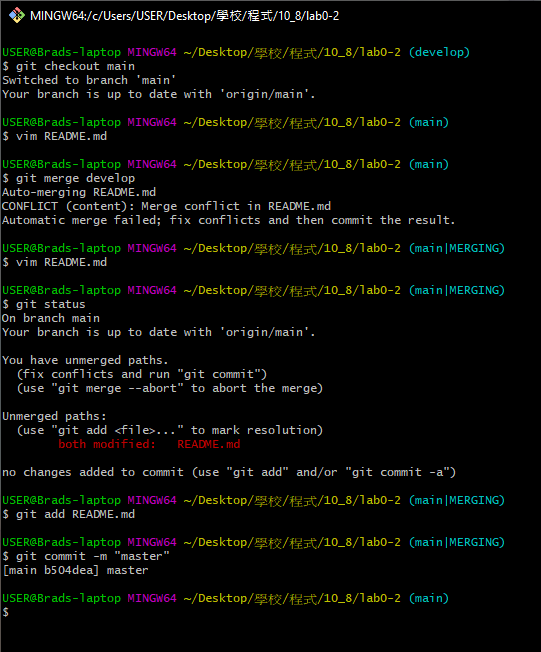 MINGW64:/c/Users/USER/Desktop/學校/程式/10_8/lab0-2
USER@Brads-laptop MINGW64 ~/Desktop/學校/程式/10_8/lab0-2 (develop)
$ git checkout main
Switched to branch 'main'
Your branch is up to date with 'origin/main'.
USER@Brads-laptop MINGW64 ~/Desktop/學校/程式/10_8/lab0-2 (main)
$ vim README.md
USER@Brads-laptop MINGW64 ~/Desktop/學校/程式/10_8/lab0-2 (main)
$ git merge develop
Auto-merging README.md
CONFLICT (content): Merge conflict in README.md
Automatic merge failed; fix conflicts and then commit the result.
USER@Brads-laptop MINGW64 ~/Desktop/學校/程式/10_8/lab0-2 (main|MERGING)
$ vim README.md
USER@Brads-laptop MINGW64 ~/Desktop/學校/程式/10_8/lab0-2 (main|MERGING)
$ git status
On branch main
Your branch is up to date with 'origin/main'.
You have unmerged paths.
  (fix conflicts and run "git commit")
  (use "git merge --abort" to abort the merge)
Unmerged paths:
  (use "git add <file>..." to mark resolution)
        both modified:   README.md
no changes added to commit (use "git add" and/or "git commit -a")
USER@Brads-laptop MINGW64 ~/Desktop/學校/程式/10_8/lab0-2 (main|MERGING)
$ git add README.md
USER@Brads-laptop MINGW64 ~/Desktop/學校/程式/10_8/lab0-2 (main|MERGING)
$ git commit -m "master"
[main b504dea] master
USER@Brads-laptop MINGW64 ~/Desktop/學校/程式/10_8/lab0-2 (main)
$